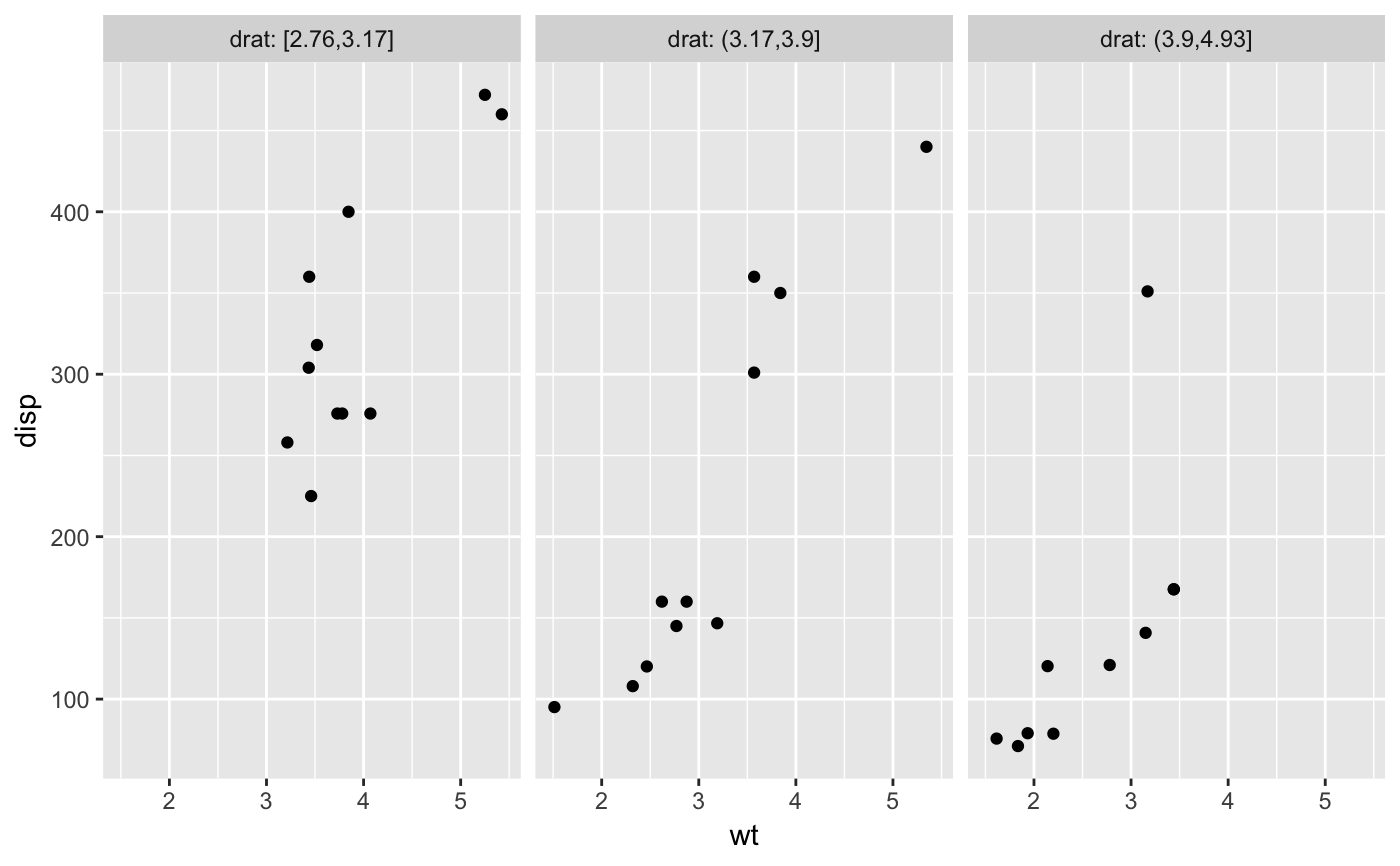 drat: [2.76,3.17]
drat: (3.17,3.9]
drat: (3.9,4.93]
400
300
200
100
disp
2 3 4 5
2 3 4 5
2 3 4 5
wt